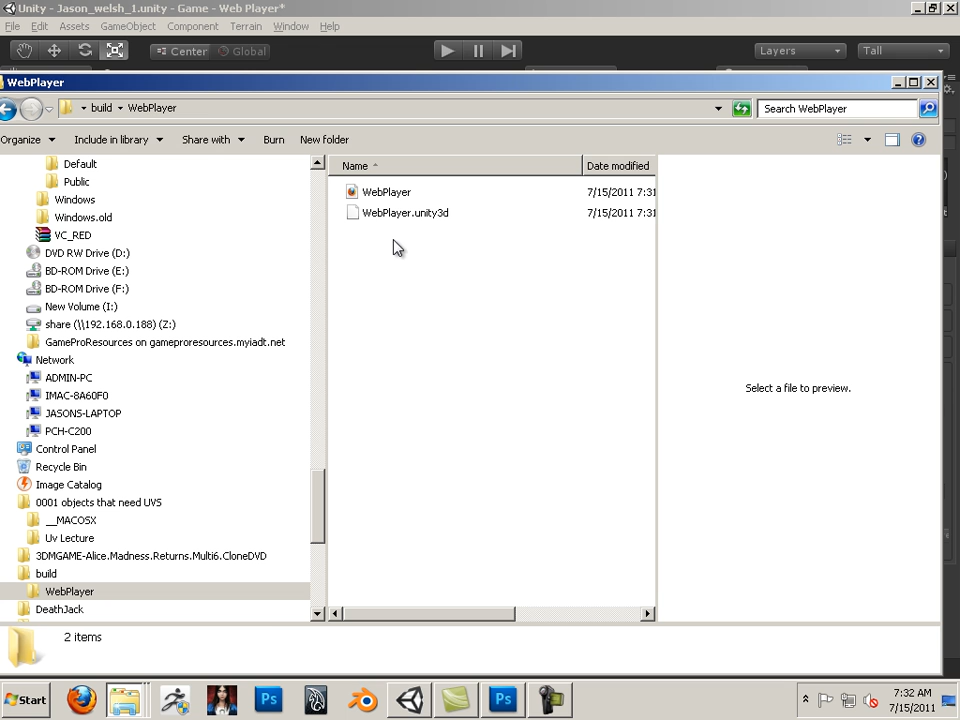 Unity - Jason_welsh_1.unity - Game - Web Player*
File Edit Assets GameObject Component Terrain Window Help
Center Global Layers Tall
WebPlayer
build WebPlayer Search WebPlayer
Organize Include in library Share with Burn New folder
Name Date modified
WebPlayer 7/15/2011 7:31
WebPlayer.unity3d 7/15/2011 7:31
Default
Public
Windows
Windows.old
VC_RED
DVD RW Drive (D:)
BD-ROM Drive (E:)
BD-ROM Drive (F:)
New Volume (I:)
share (\\192.168.0.188) (Z:)
GameProResources on gameproresources.myiadt.net
Network
ADMIN-PC
IMAC-8A60F0
JASONS-LAPTOP
PCH-C200
Control Panel
Recycle Bin
Image Catalog
0001 objects that need UVS
__MACOSX
Uv Lecture
3DMGAME-Alice.Madness.Returns.Multi6.CloneDVD
build
WebPlayer
DeathJack
Select a file to preview.
2 items
Start
Ps
Ps
7:32 AM
7/15/2011